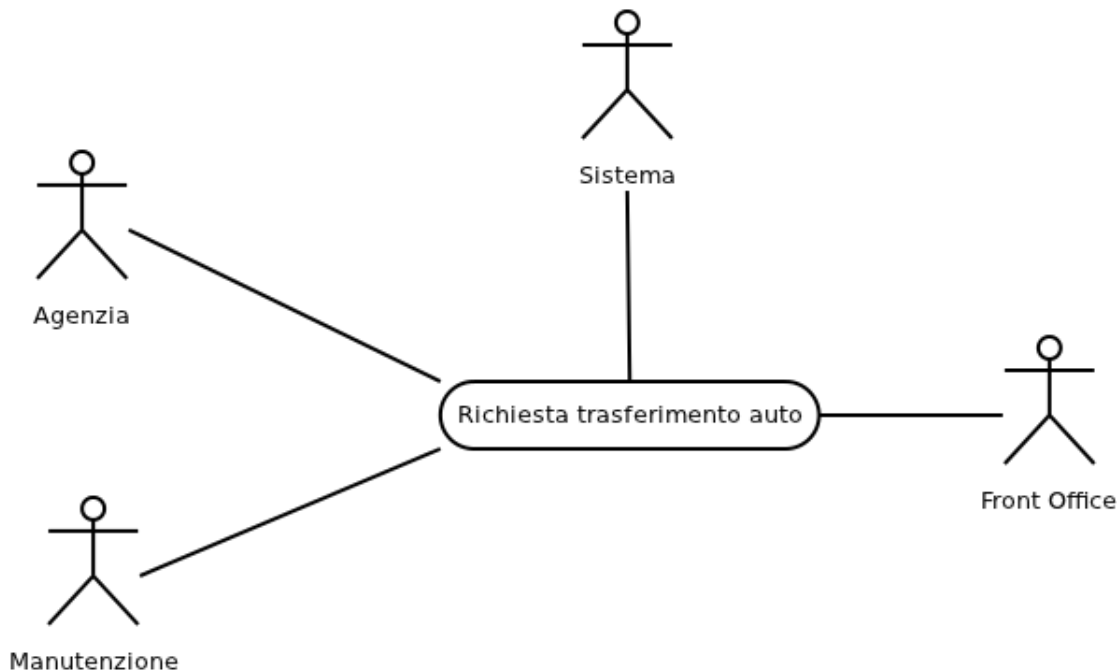 Sistema
Agenzia
Richiesta trasferimento auto
Front Office
Manutenzione